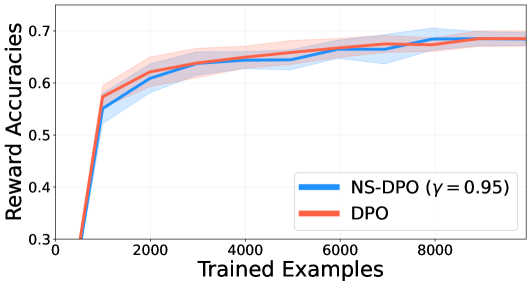 Reward Accuracies
0.7
0.6
0.5
0.4
0.3
0
2000
4000
6000
8000
Trained Examples
NS-DPO (γ = 0.95)
DPO